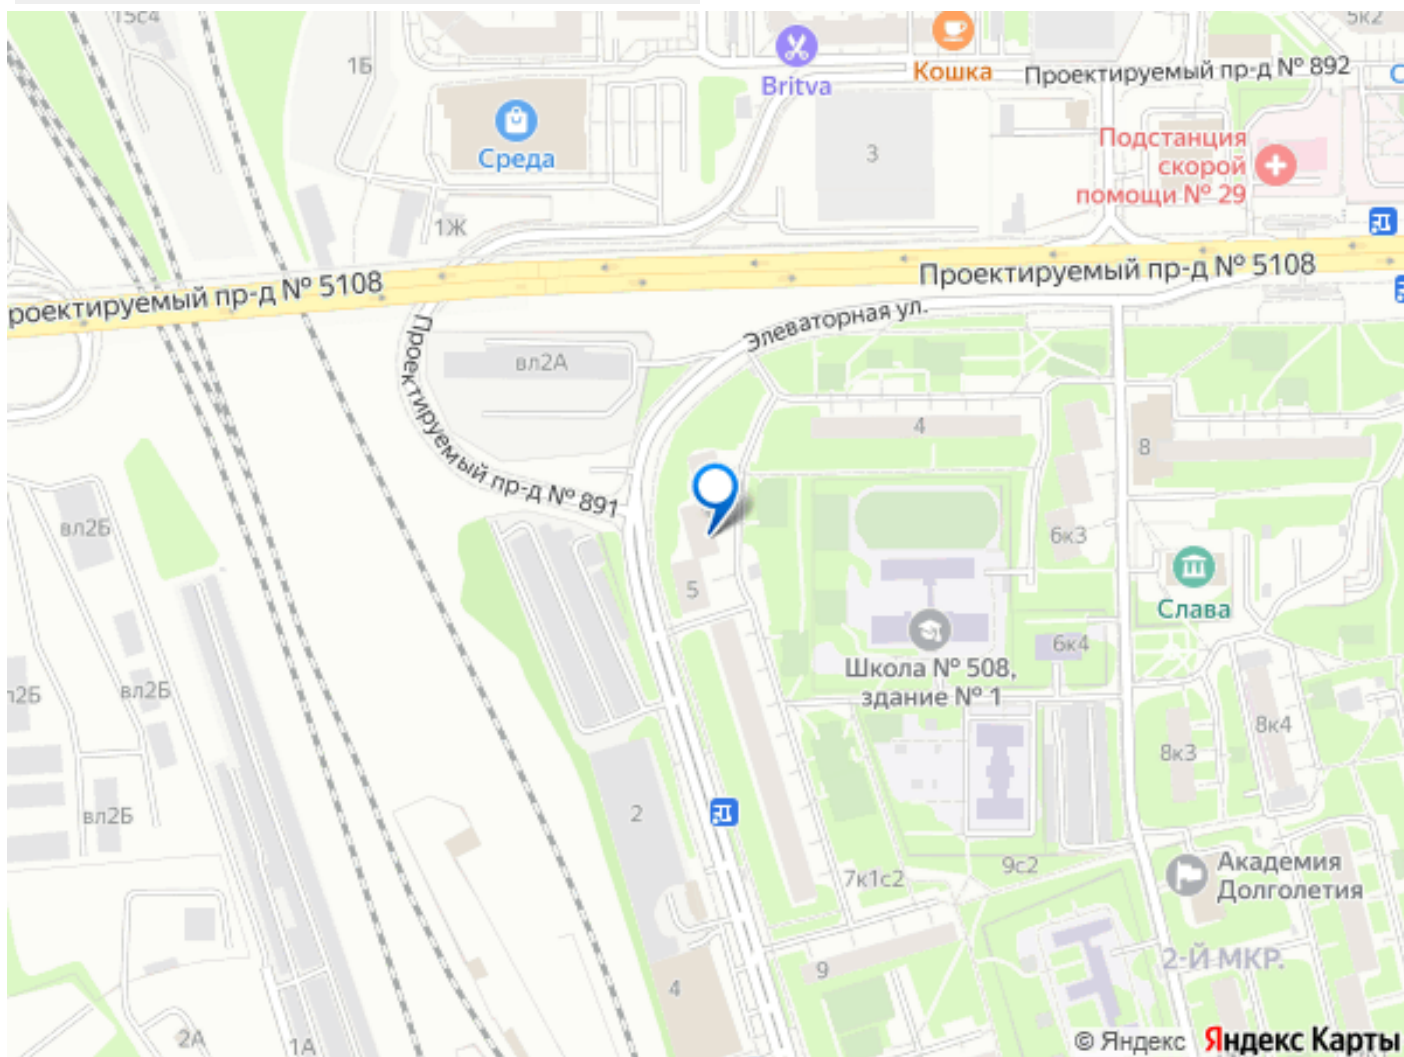 15с4
5к2
1Б
Britva
Кошка
Проектируемый пр-д № 892
С
Среда
3
Подстанция
скорой
помощи № 29
1Ж
Проектируемый пр-д № 5108
роектируемый пр-д № 5108
Элеваторная ул.
Проектируемый пр-д № 891
вл2А
4
8
вл2Б
6к3
5
Слава
6к4
Школа № 508,
здание № 1
л2Б
вл2Б
8к4
8к3
вл2Б
2
7к1с2
9с2
Академия
Долголетия
2-Й МКР.
9
4
2А
1А
© Яндекс Яндекс Карты